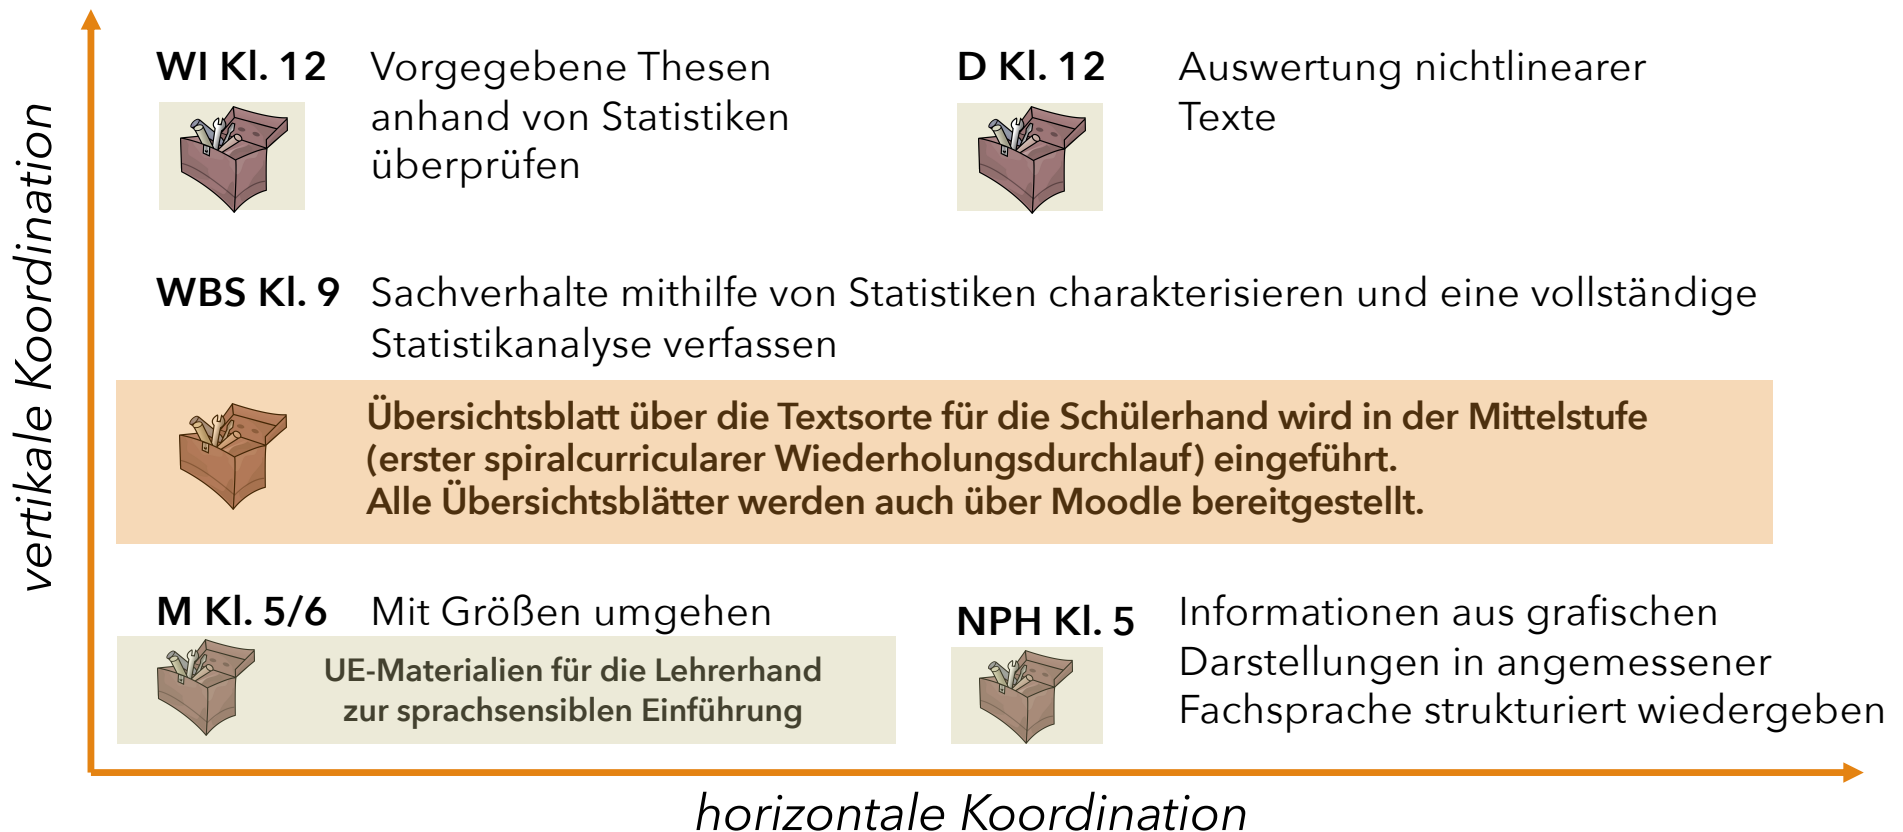 vertikale Koordination
WI Kl. 12
Vorgegebene Thesen
anhand von Statistiken
überprüfen
D Kl. 12
Auswertung nichtlinearer
Texte
WBS Kl. 9
Sachverhalte mithilfe von Statistiken charakterisieren und eine vollständige
Statistikanalyse verfassen
Übersichtsblatt über die Textsorte für die Schülerhand wird in der Mittelstufe
(erster spiralcurricularer Wiederholungsdurchlauf) eingeführt.
Alle Übersichtsblätter werden auch über Moodle bereitgestellt.
M Kl. 5/6
Mit Größen umgehen
UE-Materialien für die Lehrerhand
zur sprachsensiblen Einführung
NPH Kl. 5
Informationen aus grafischen
Darstellungen in angemessener
Fachsprache strukturiert wiedergeben
horizontale Koordination